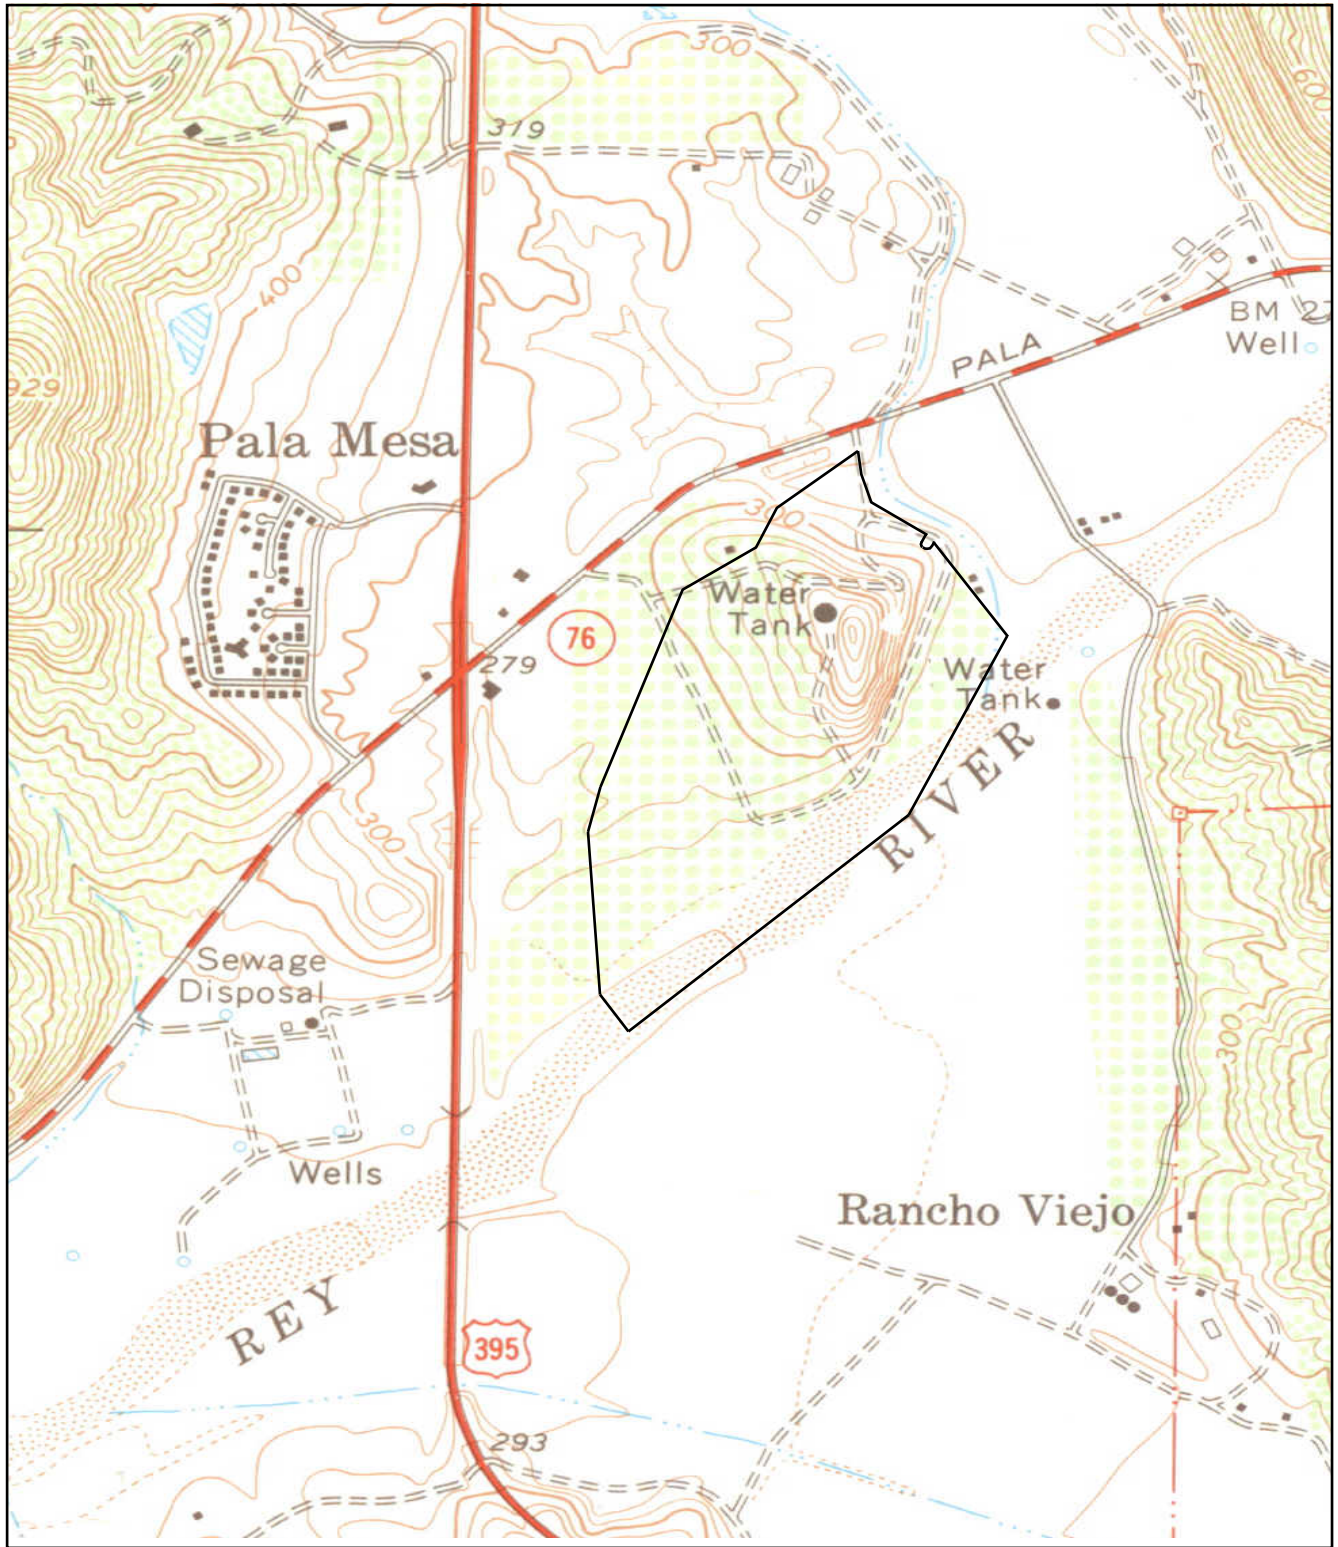 300
600
319
400
BM 27
Well
PALA
929
Pala Mesa
300
Water
Tank
76
279
Water
Tank
RIVER
300
Sewage
Disposal
300
Wells
Rancho Viejo
REY
395
293